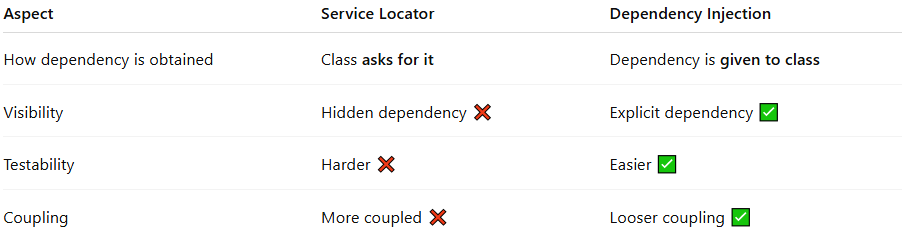 Aspect Service Locator Dependency Injection
How dependency is obtained Class asks for it Dependency is given to class
Visibility Hidden dependency ❌ Explicit dependency ✅
Testability Harder ❌ Easier ✅
Coupling More coupled ❌ Looser coupling ✅